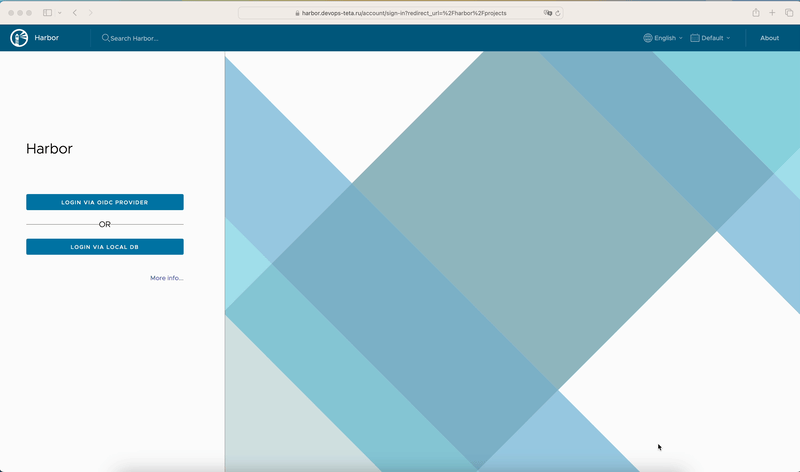 harbor.devops-teta.ru/account/sign-in?redirect_url=%2Fharbor%2Fprojects
Harbor
Search Harbor...
English
Default
About
Harbor
LOGIN VIA OIDC PROVIDER
OR
LOGIN VIA LOCAL DB
More info...